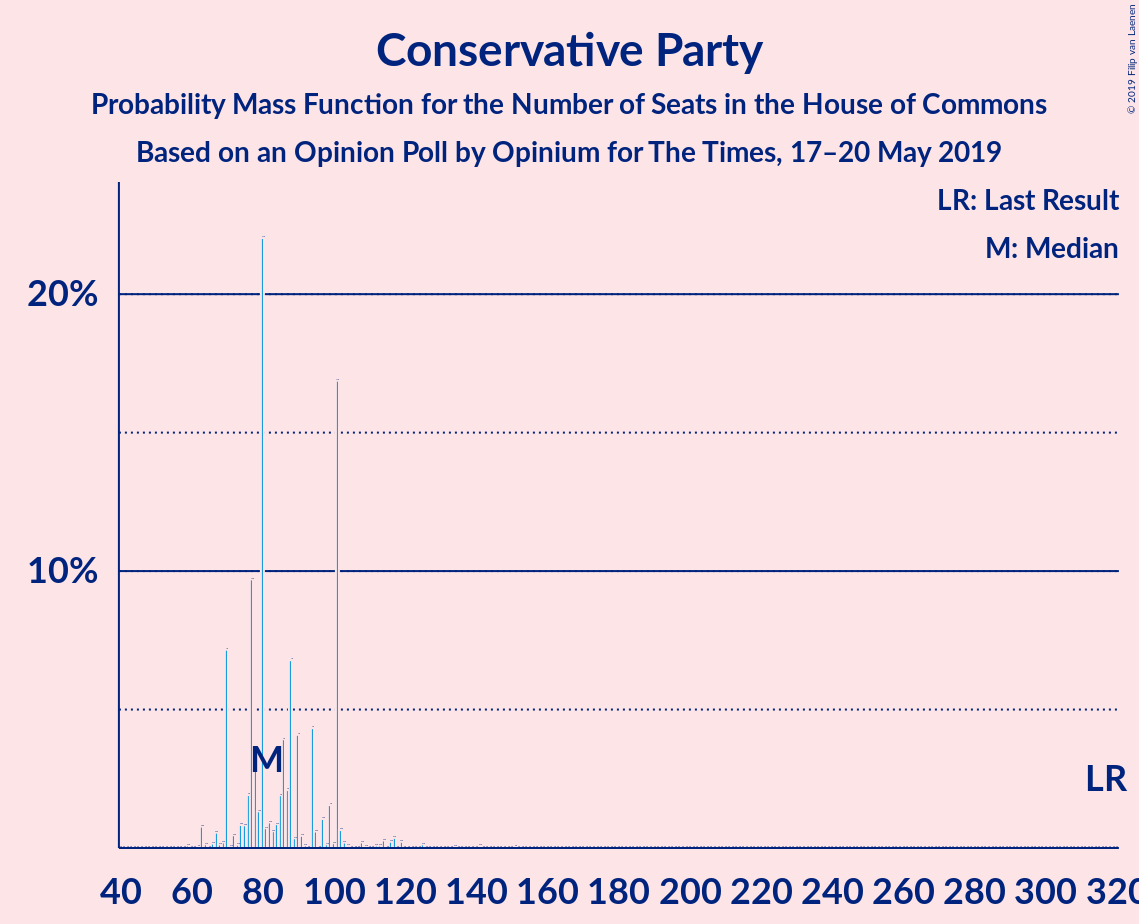 Conservative Party
Probability Mass Function for the Number of Seats in the House of Commons
Based on an Opinion Poll by Opinium for The Times, 17–20 May 2019
© 2019 Filip van Laenen
LR: Last Result
M: Median
20%
10%
M
LR
40 60 80 100 120 140 160 180 200 220 240 260 280 300 320